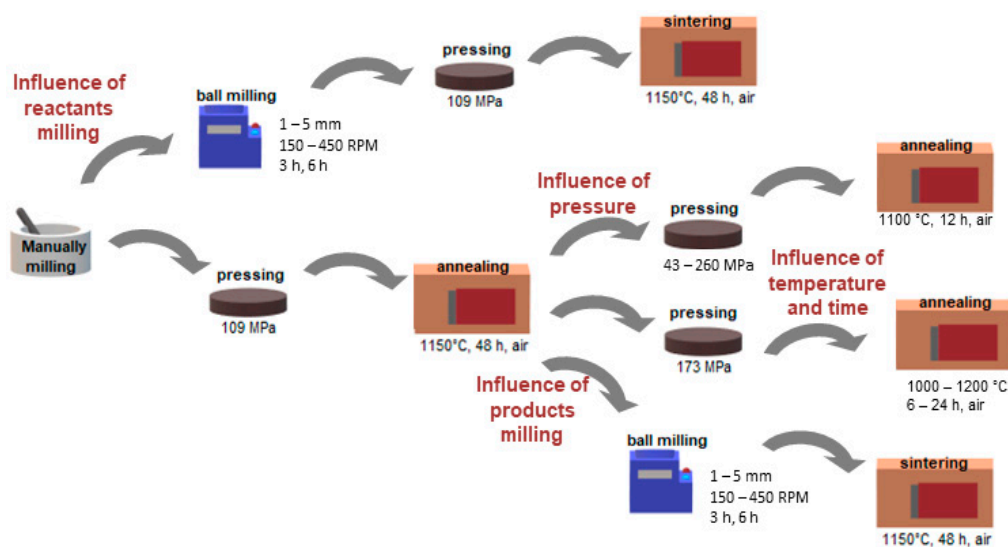 sintering
pressing
109 MPa
1150°C, 48 h, air
Influence of
reactants
milling
ball milling
1 – 5 mm
150 – 450 RPM
3 h, 6 h
annealing
1100 °C, 12 h, air
Influence of
pressure
pressing
43 – 260 MPa
Manually
milling
pressing
109 MPa
annealing
1150°C, 48 h, air
Influence of
temperature
and time
pressing
173 MPa
annealing
1000 – 1200 °C
6 – 24 h, air
Influence of
products
milling
ball milling
1 – 5 mm
150 – 450 RPM
3 h, 6 h
sintering
1150°C, 48 h, air